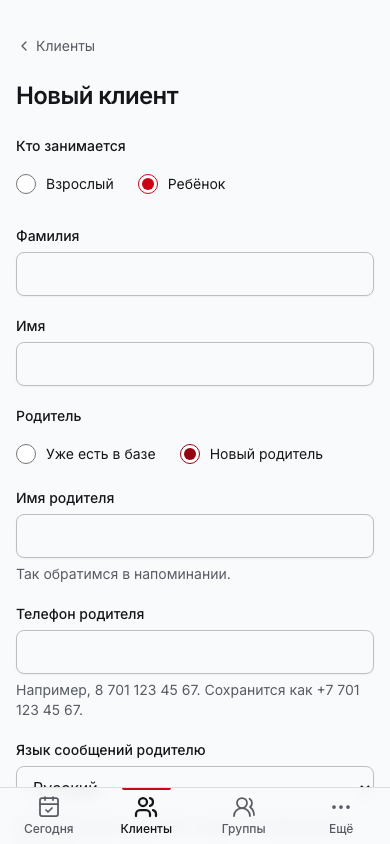 Клиенты
Новый клиент
Кто занимается
Взрослый Ребёнок
Фамилия
Имя
Родитель
Уже есть в базе Новый родитель
Имя родителя
Так обратимся в напоминании.
Телефон родителя
Например, 8 701 123 45 67. Сохранится как +7 701
123 45 67.
Язык сообщений родителю
Русский
Сегодня Клиенты Группы Ещё